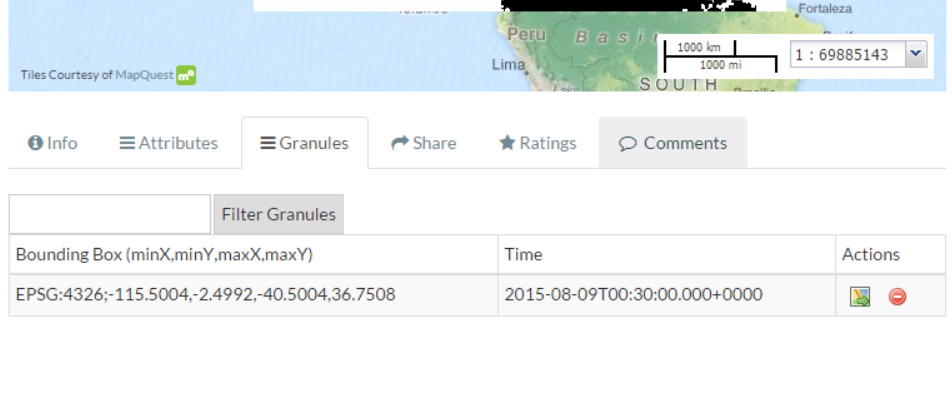 Fortaleza
Peru
Basi
1000 km
1000 mi
1 : 69885143
Lima
Tiles Courtesy of MapQuest
SOUTH
Info
Attributes
Granules
Share
Ratings
Comments
Filter Granules
Bounding Box (minX,minY,maxX,maxY)
Time
Actions
EPSG:4326;-115.5004,-2.4992,-40.5004,36.7508
2015-08-09T00:30:00.000+0000